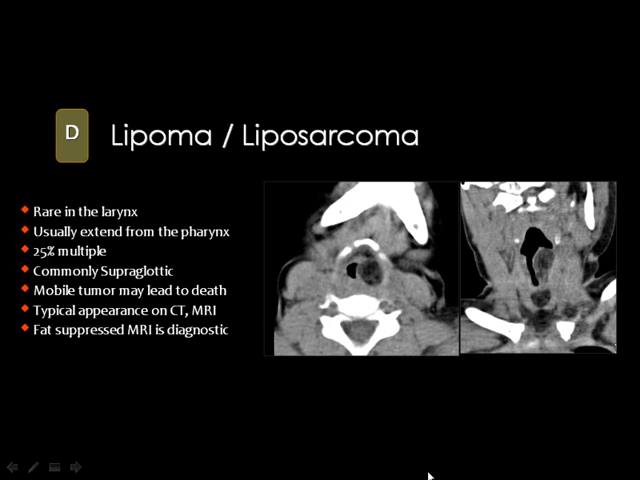 D
Lipoma / Liposarcoma
Rare in the larynx
Usually extend from the pharynx
25% multiple
Commonly Supraglottic
Mobile tumor may lead to death
Typical appearance on CT, MRI
Fat suppressed MRI is diagnostic